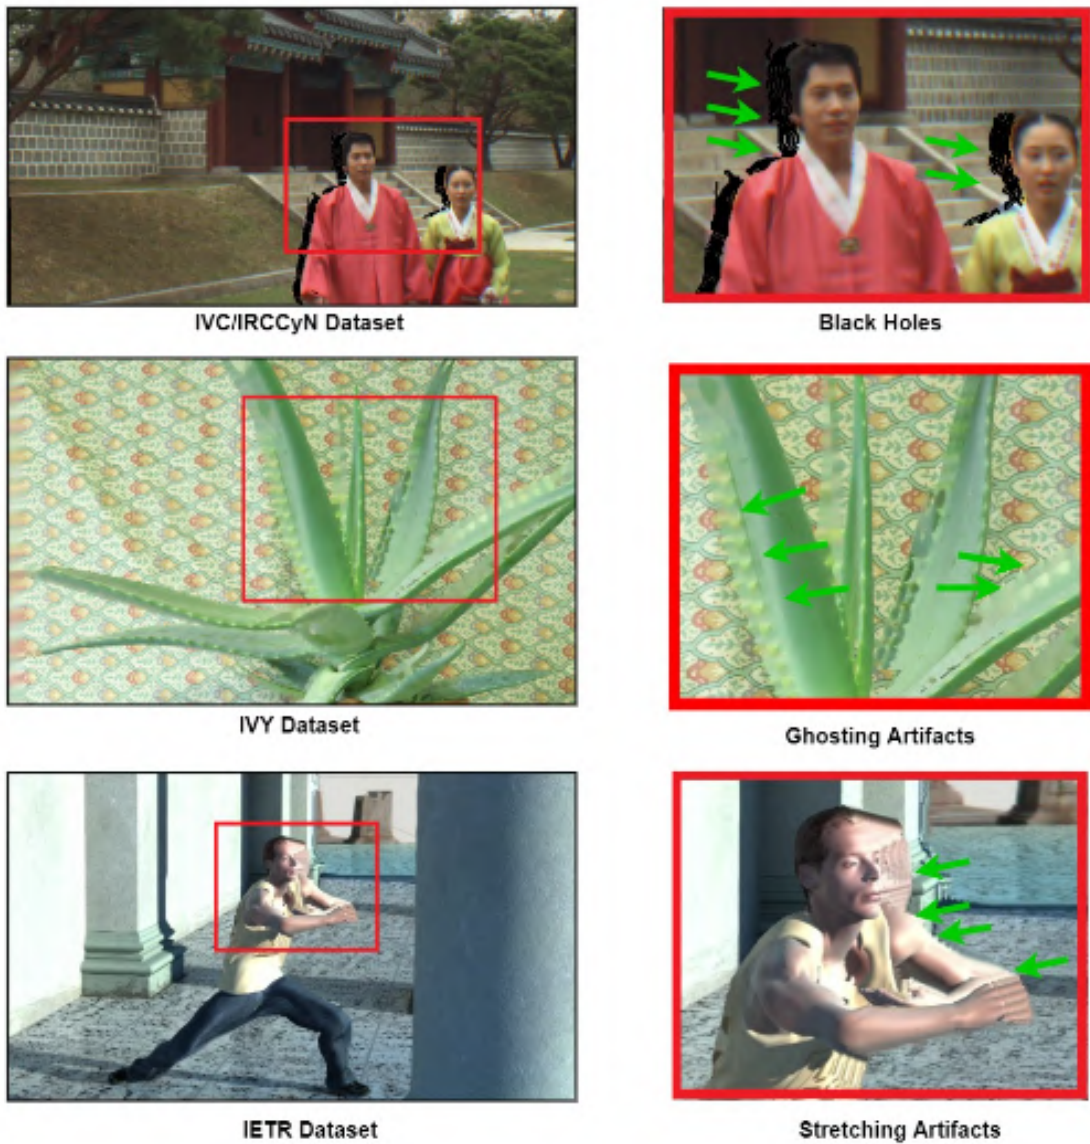 IVC/IRCCyN Dataset
Black Holes
IVY Dataset
Ghosting Artifacts
IETR Dataset
Stretching Artifacts